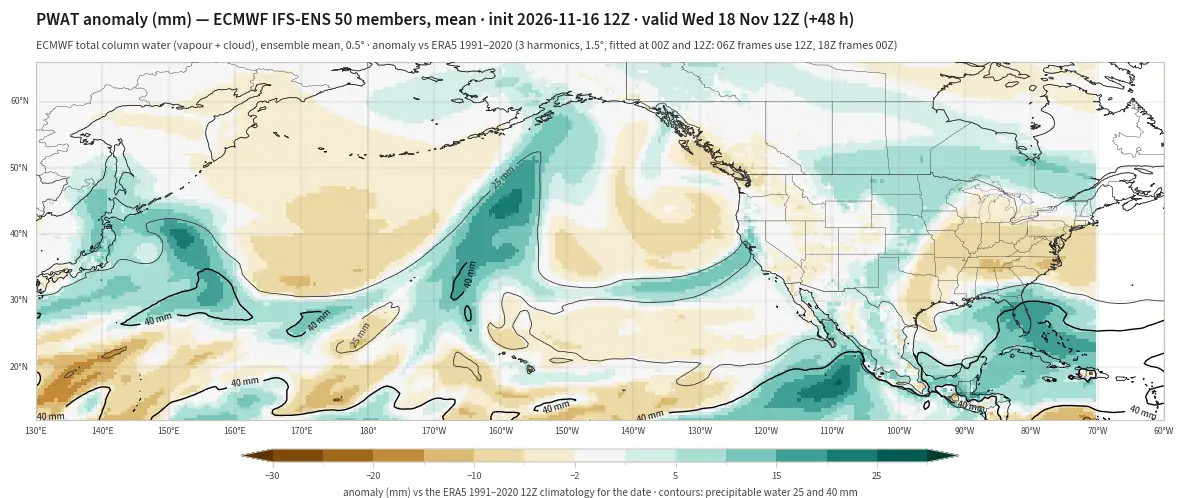 PWAT anomaly (mm) — ECMWF IFS-ENS 50 members, mean · init 2026-11-16 12Z · valid Wed 18 Nov 12Z (+48 h)
ECMWF total column water (vapour + cloud), ensemble mean, 0.5° · anomaly vs ERA5 1991–2020 (3 harmonics, 1.5°, fitted at 00Z and 12Z: 06Z frames use 12Z, 18Z frames 00Z)
60°N
50°N
40°N
30°N
20°N
25 mm
40 mm
40 mm
40 mm
25 mm
40 mm
40 mm
40 mm
40 mm
40 mm
40 mm
130°E 140°E 150°E 160°E 170°E 180° 170°W 160°W 150°W 140°W 130°W 120°W 110°W 100°W 90°W 80°W 70°W 60°W
−30 −20 −10 −2 5 15 25
anomaly (mm) vs the ERA5 1991–2020 12Z climatology for the date · contours: precipitable water 25 and 40 mm